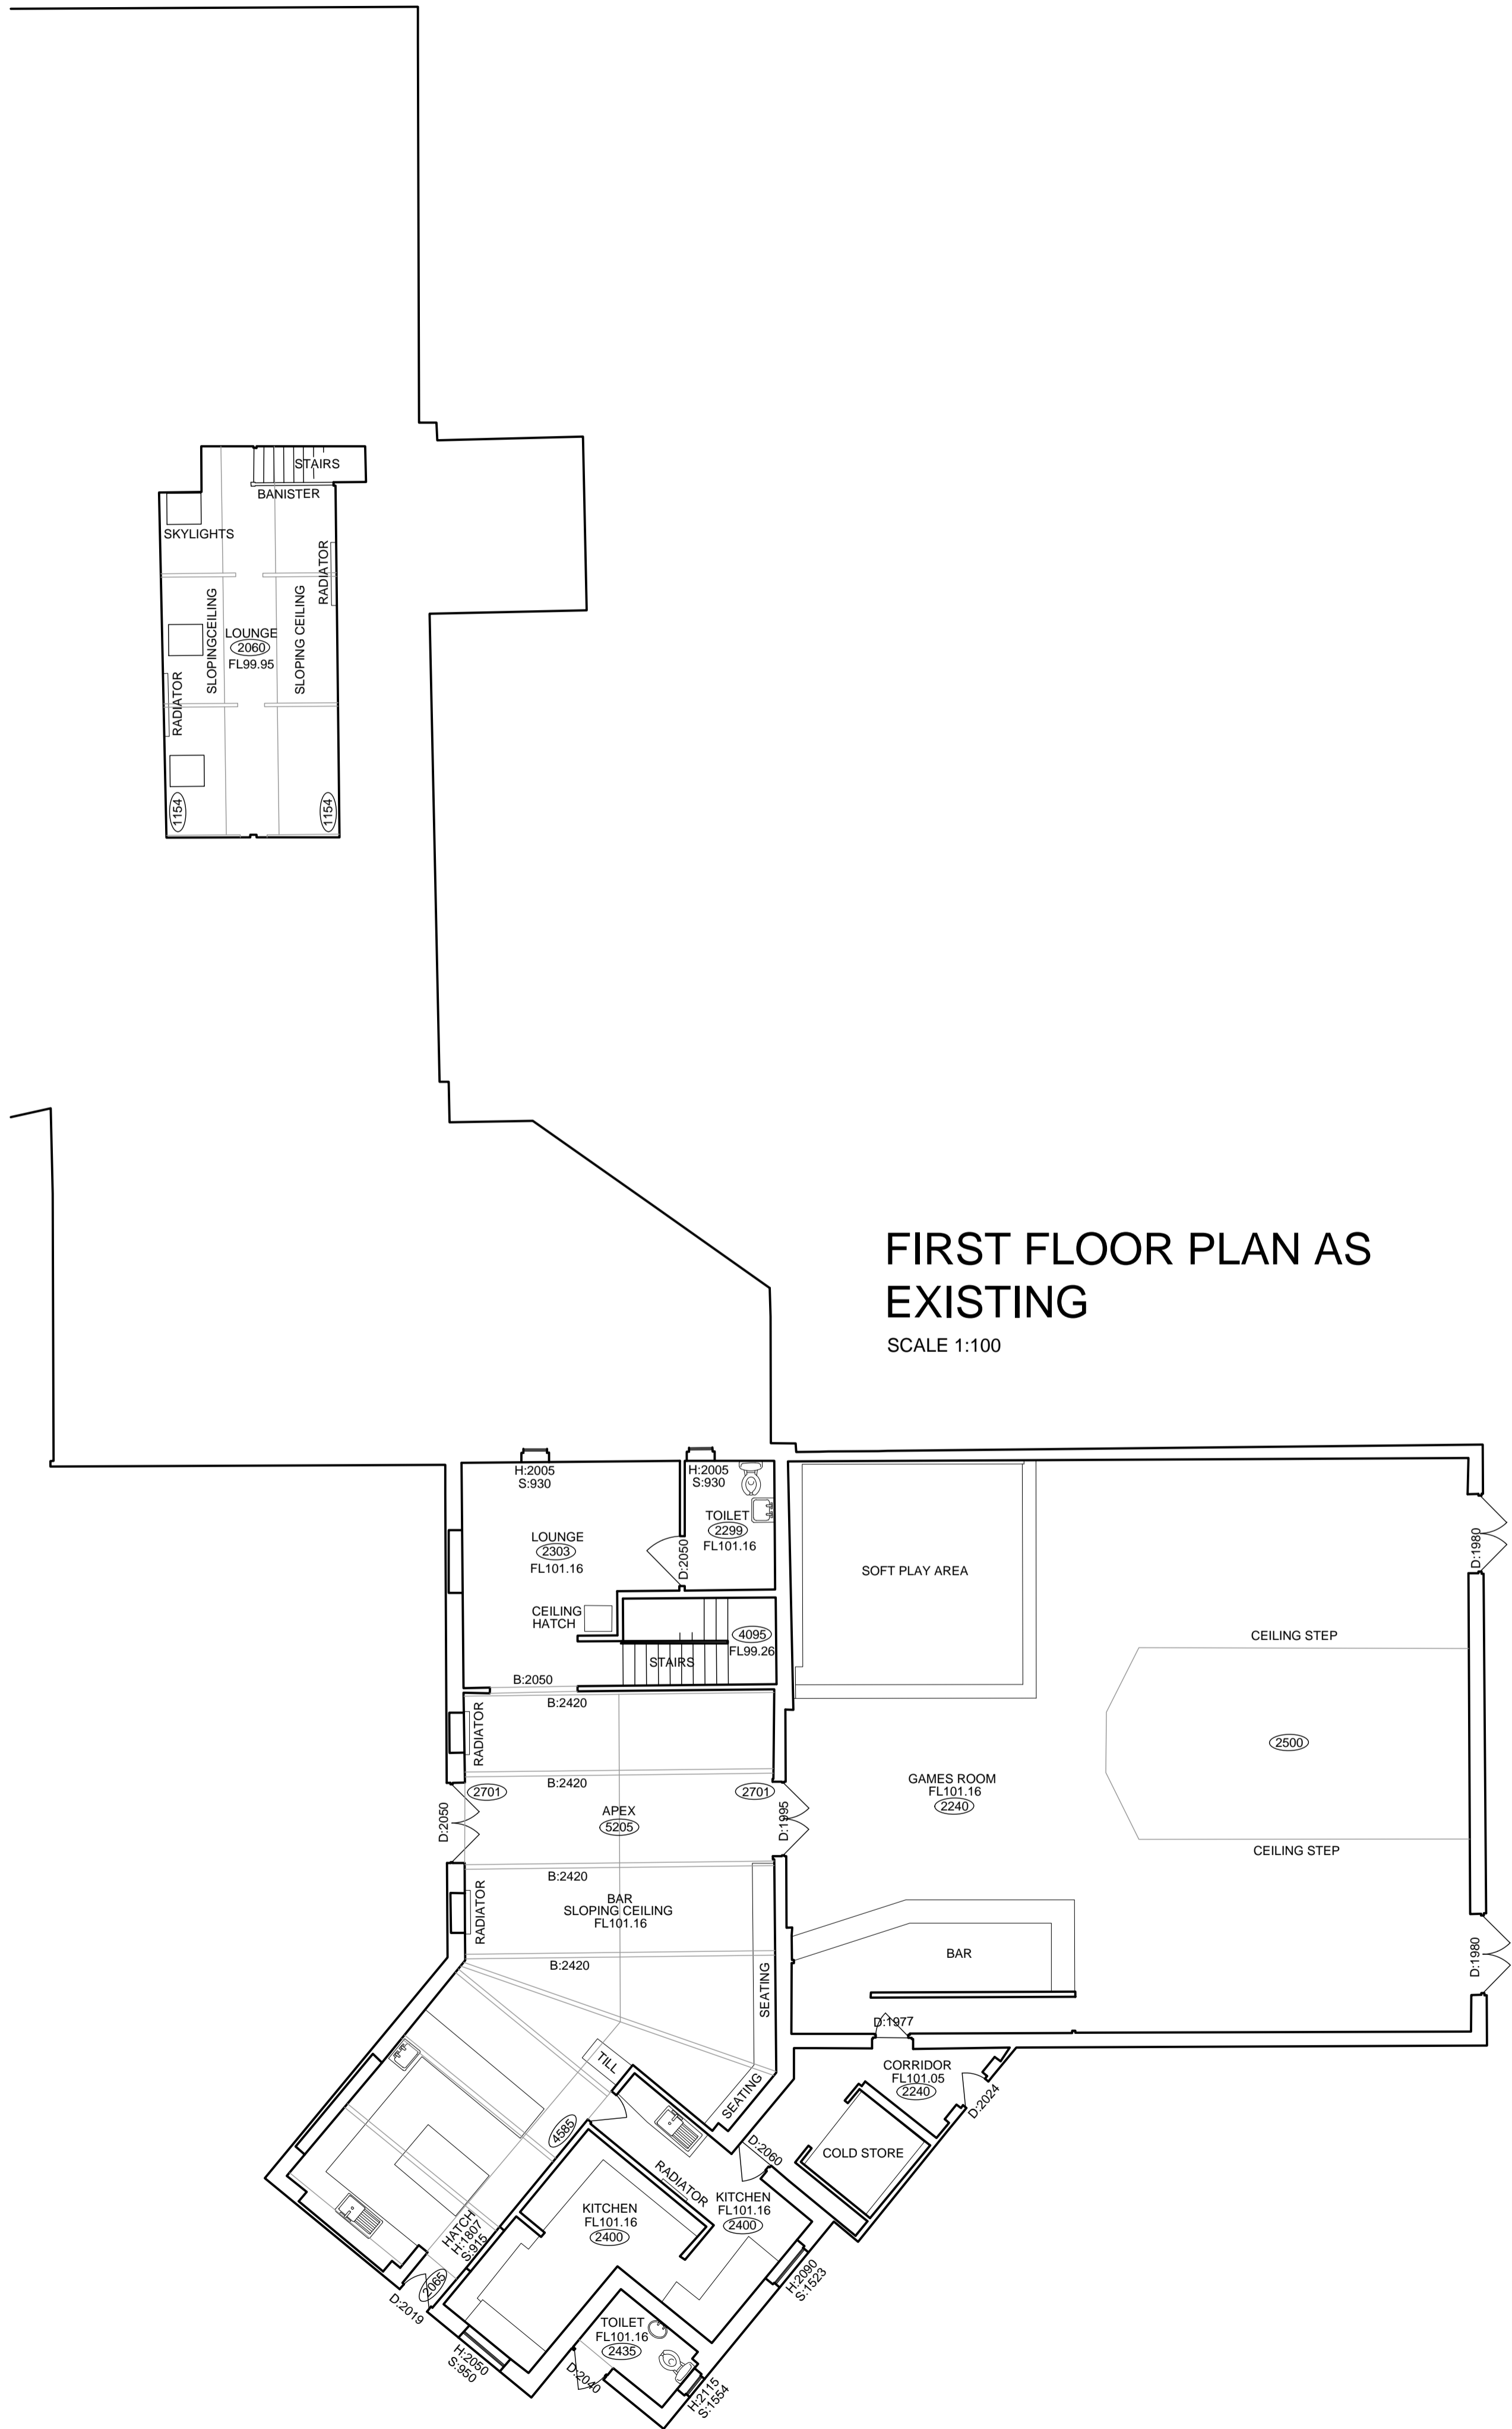 STAIRS
BANISTER
SKYLIGHTS
RADIATOR
SLOPINGCEILING
SLOPING CEILING
LOUNGE
2060
FL99.95
RADIATOR
1154
1154
FIRST FLOOR PLAN AS
EXISTING
SCALE 1:100
H:2005
S:930
H:2005
S:930
TOILET
2299
FL101.16
LOUNGE
2303
FL101.16
D:2050
D:1980
SOFT PLAY AREA
CEILING
HATCH
4095
FL99.26
STAIRS
CEILING STEP
B:2050
B:2420
RADIATOR
2500
B:2420
2701
2701
GAMES ROOM
FL101.16
2240
APEX
5205
D:2050
D:1995
CEILING STEP
B:2420
RADIATOR
BAR
SLOPING CEILING
FL101.16
BAR
D:1980
B:2420
SEATING
D:1977
TILL
CORRIDOR
FL101.05
2240
SEATING
D:2024
4585
D:2060
COLD STORE
RADIATOR
KITCHEN
FL101.16
2400
KITCHEN
FL101.16
2400
HATCH
H:1807
S:915
2065
D:2019
H:2090
S:1523
TOILET
FL101.16
2435
H:2050
S:950
D:2040
H:2115
S:1554